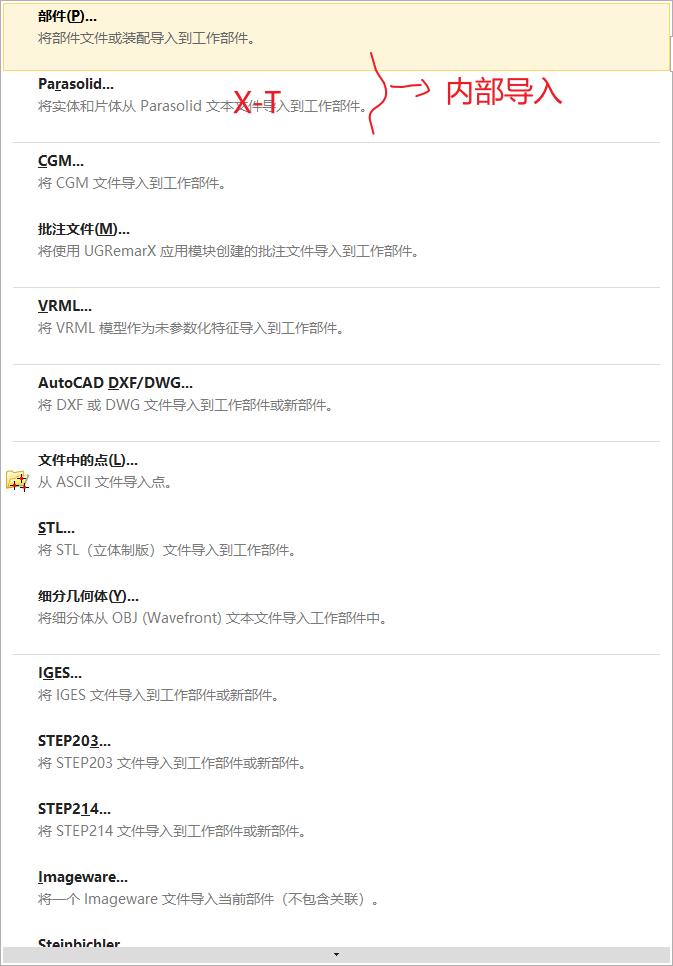 部件(P)...
将部件文件或装配导入到工作部件。
Parasolid...
将实体和片体从 Parasolid 文本文件导入到工作部件。
X-T
内部导入
CGM...
将 CGM 文件导入到工作部件。
批注文件(M)...
将使用 UGRemarX 应用模块创建的批注文件导入到工作部件。
VRML...
将 VRML 模型作为未参数化特征导入到工作部件。
AutoCAD DXF/DWG...
将 DXF 或 DWG 文件导入到工作部件或新部件。
文件中的点(L)...
从 ASCII 文件导入点。
STL...
将 STL（立体制版）文件导入到工作部件。
细分几何体(Y)...
将细分体从 OBJ (Wavefront) 文本文件导入工作部件中。
IGES...
将 IGES 文件导入到工作部件或新部件。
STEP203...
将 STEP203 文件导入到工作部件或新部件。
STEP214...
将 STEP214 文件导入到工作部件或新部件。
Imageware...
将一个 Imageware 文件导入当前部件（不包含关联）。
Steinbichler